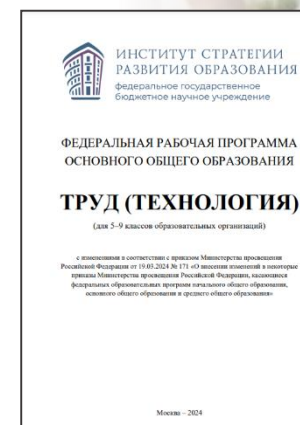 ИНСТИТУТ СТРАТЕГИИ
РАЗВИТИЯ ОБРАЗОВАНИЯ
федеральное государственное
бюджетное научное учреждение
ФЕДЕРАЛЬНАЯ РАБОЧАЯ ПРОГРАММА
ОСНОВНОГО ОБЩЕГО ОБРАЗОВАНИЯ
ТРУД (ТЕХНОЛОГИЯ)
(для 5–9 классов образовательных организаций)
с изменениями в соответствии с приказом Министерства просвещения
Российской Федерации от 19.03.2024 № 171 «О внесении изменений в некоторые
приказы Министерства просвещения Российской Федерации, касающиеся
федеральных образовательных программ начального общего образования,
основного общего образования и среднего общего образования»
Москва – 2024